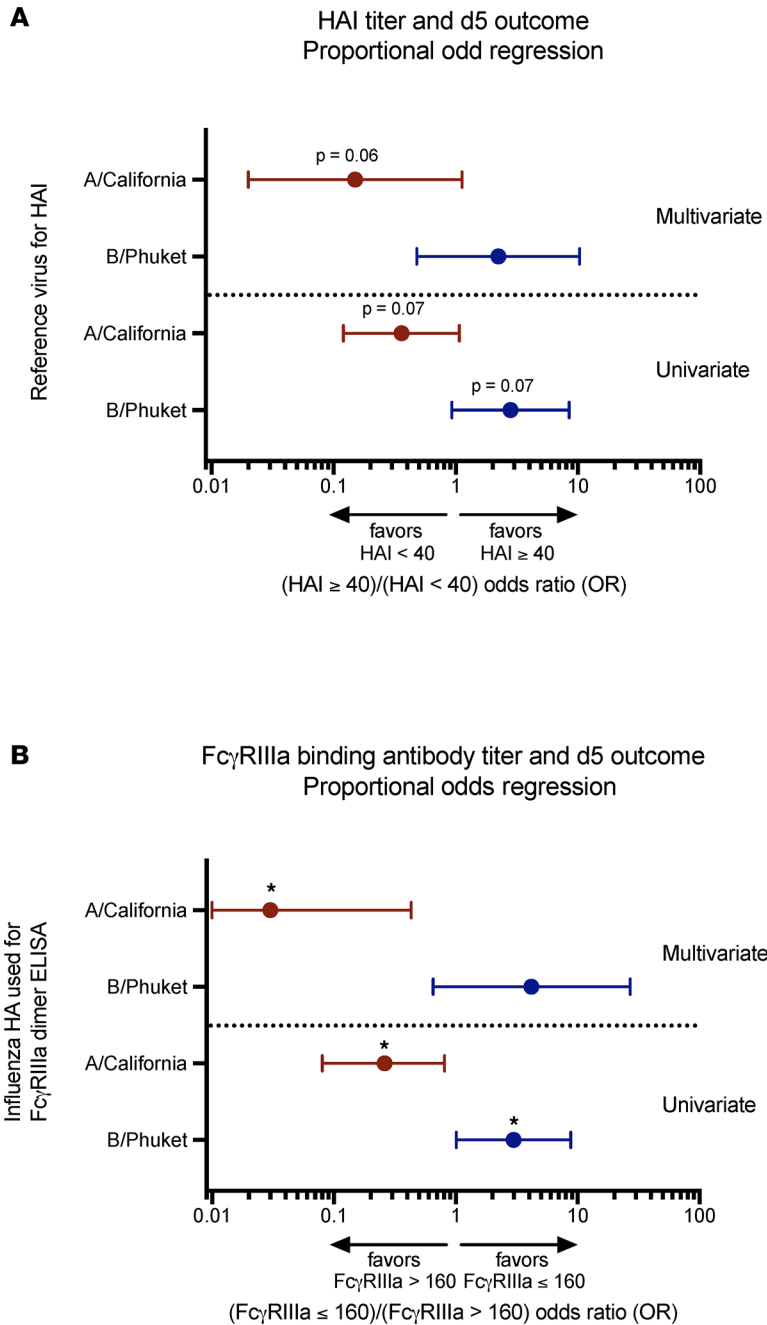 A
HAI titer and d5 outcome
Proportional odd regression
Reference virus for HAI
p = 0.06
A/California
Multivariate
B/Phuket
p = 0.07
A/California
Univariate
p = 0.07
B/Phuket
0.01 0.1 1 10 100
favors favors
HAI < 40 HAI ≥ 40
(HAI ≥ 40)/(HAI < 40) odds ratio (OR)
B
FcγRIIIa binding antibody titer and d5 outcome
Proportional odds regression
Influenza HA used for
FcγRIIIa dimer ELISA
*
A/California
Multivariate
B/Phuket
*
A/California
Univariate
*
B/Phuket
0.01 0.1 1 10 100
favors favors
FcγRIIIa > 160 FcγRIIIa ≤ 160
(FcγRIIIa ≤ 160)/(FcγRIIIa > 160) odds ratio (OR)